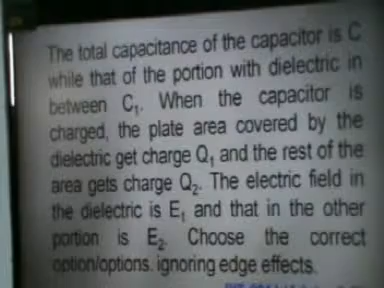 The total capacitance of the capacitor is C
while that of the portion with dielectric in
between C₁. When the capacitor is
charged, the plate area covered by the
dielectric get charge Q₁ and the rest of the
area gets charge Q₂. The electric field in
the dielectric is E₁ and that in the other
portion is E₂. Choose the correct
option/options. ignoring edge effects.